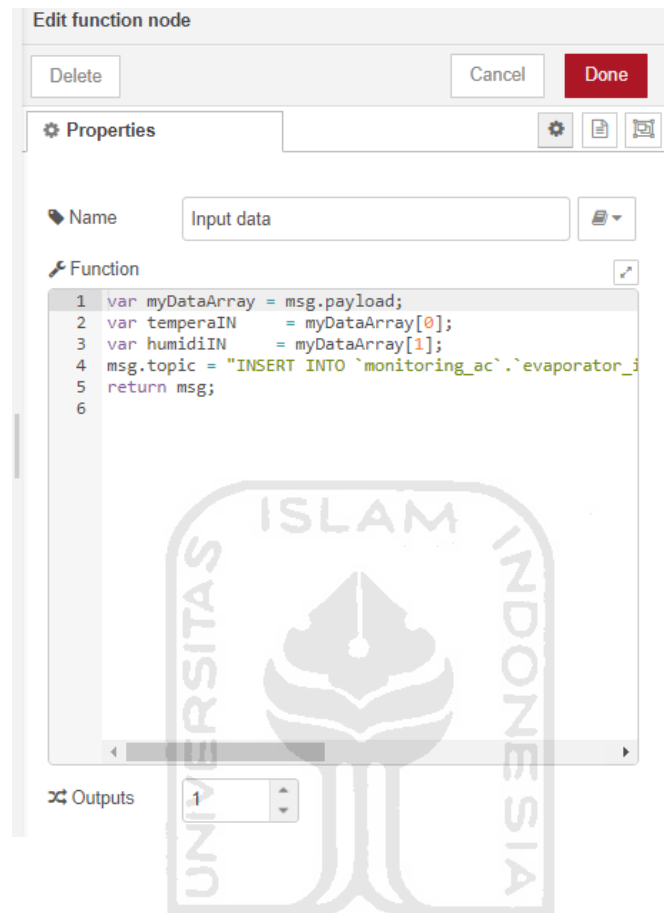 Edit function node
Delete Cancel Done
Properties
Name Input data
Function
1 var myDataArray = msg.payload;
2 var temperaIN = myDataArray[0];
3 var humidiIN = myDataArray[1];
4 msg.topic = "INSERT INTO `monitoring_ac`.`evaporator_i
5 return msg;
6
Outputs 1
UNIVERSITAS ISLAM INDONESIA